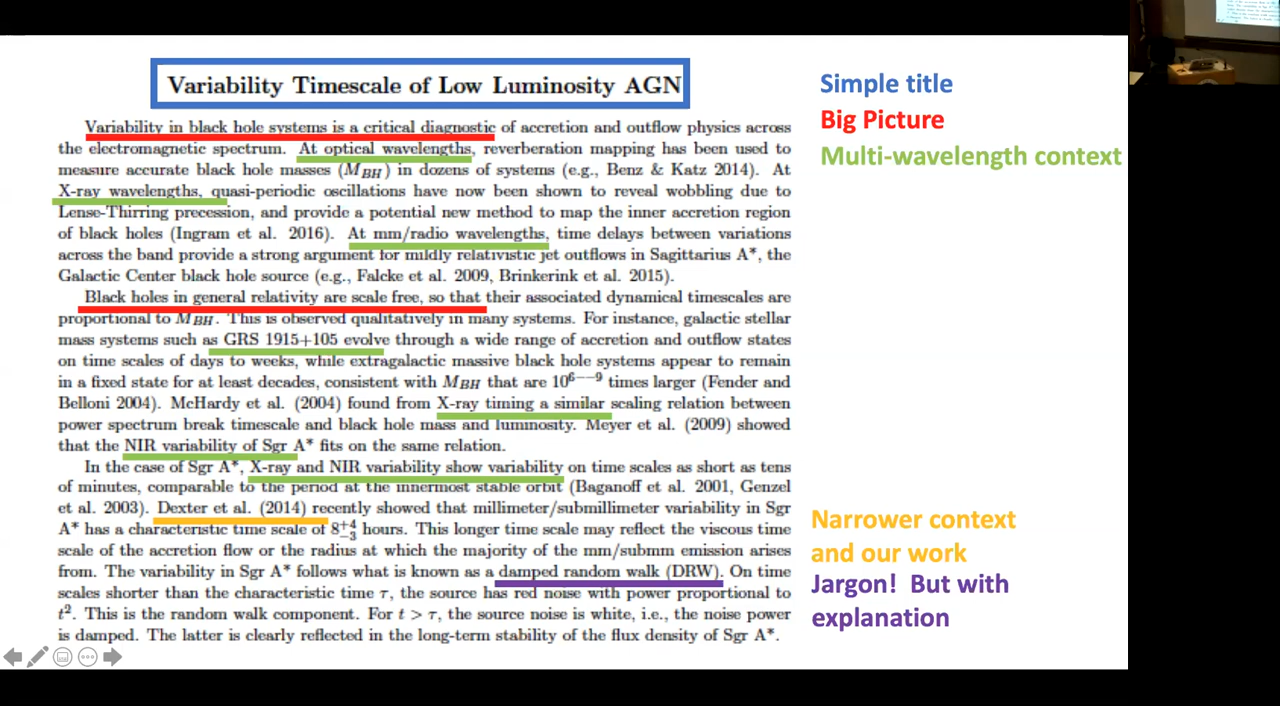 Variability Timescale of Low Luminosity AGN
Variability in black hole systems is a critical diagnostic of accretion and outflow physics across
the electromagnetic spectrum. At optical wavelengths, reverberation mapping has been used to
measure accurate black hole masses (MBH) in dozens of systems (e.g., Benz & Katz 2014). At
X-ray wavelengths, quasi-periodic oscillations have now been shown to reveal wobbling due to
Lense-Thirring precession, and provide a potential new method to map the inner accretion region
of black holes (Ingram et al. 2016). At mm/radio wavelengths, time delays between variations
across the band provide a strong argument for mildly relativistic jet outflows in Sagittarius A*, the
Galactic Center black hole source (e.g., Falcke et al. 2009, Brinkerink et al. 2015).
Black holes in general relativity are scale free, so that their associated dynamical timescales are
proportional to MBH. This is observed qualitatively in many systems. For instance, galactic stellar
mass systems such as GRS 1915+105 evolve through a wide range of accretion and outflow states
on time scales of days to weeks, while extragalactic massive black hole systems appear to remain
in a fixed state for at least decades, consistent with MBH that are 10^6−−9 times larger (Fender and
Belloni 2004). McHardy et al. (2004) found from X-ray timing a similar scaling relation between
power spectrum break timescale and black hole mass and luminosity. Meyer et al. (2009) showed
that the NIR variability of Sgr A* fits on the same relation.
In the case of Sgr A*, X-ray and NIR variability show variability on time scales as short as tens
of minutes, comparable to the period at the innermost stable orbit (Baganoff et al. 2001, Genzel
et al. 2003). Dexter et al. (2014) recently showed that millimeter/submillimeter variability in Sgr
A* has a characteristic time scale of 8+4−3 hours. This longer time scale may reflect the viscous time
scale of the accretion flow or the radius at which the majority of the mm/subm emission arises
from. The variability in Sgr A* follows what is known as a damped random walk (DRW). On time
scales shorter than the characteristic time τ, the source has red noise with power proportional to
t². This is the random walk component. For t > τ, the source noise is white, i.e., the noise power
is damped. The latter is clearly reflected in the long-term stability of the flux density of Sgr A*.
Simple title
Big Picture
Multi-wavelength context
Narrower context
and our work
Jargon! But with
explanation